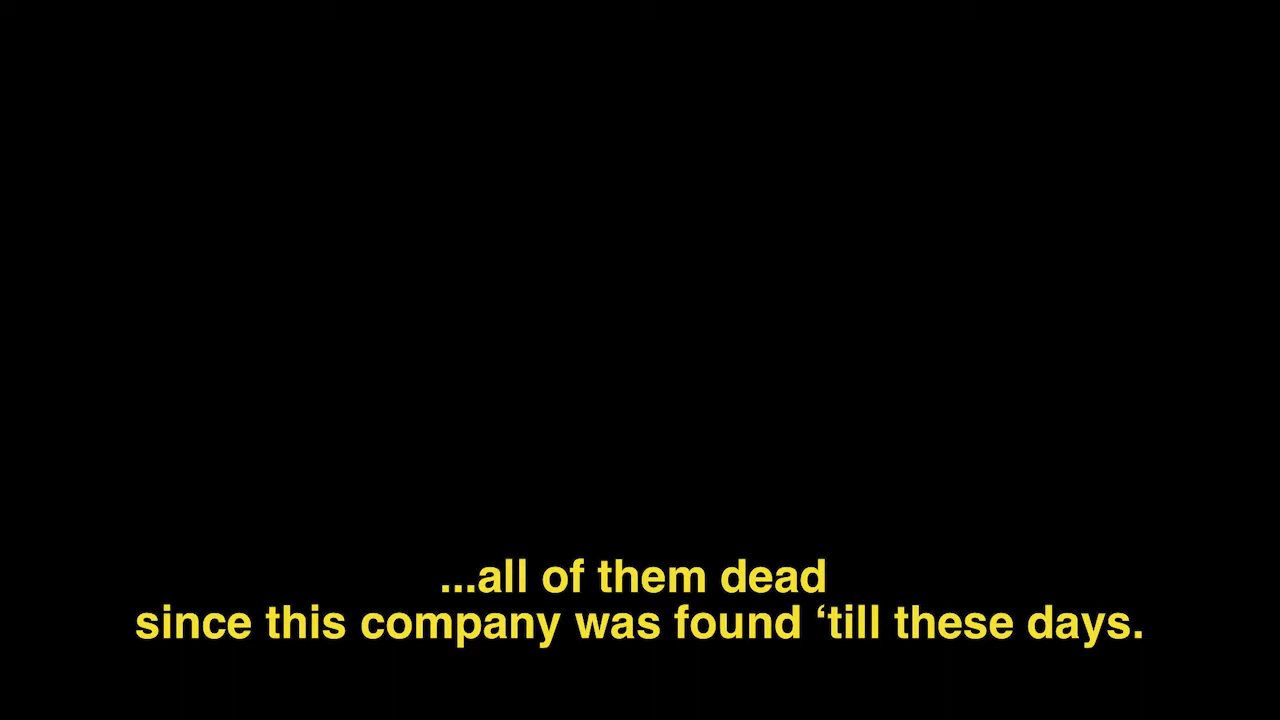 ...all of them dead
since this company was found ‘till these days.